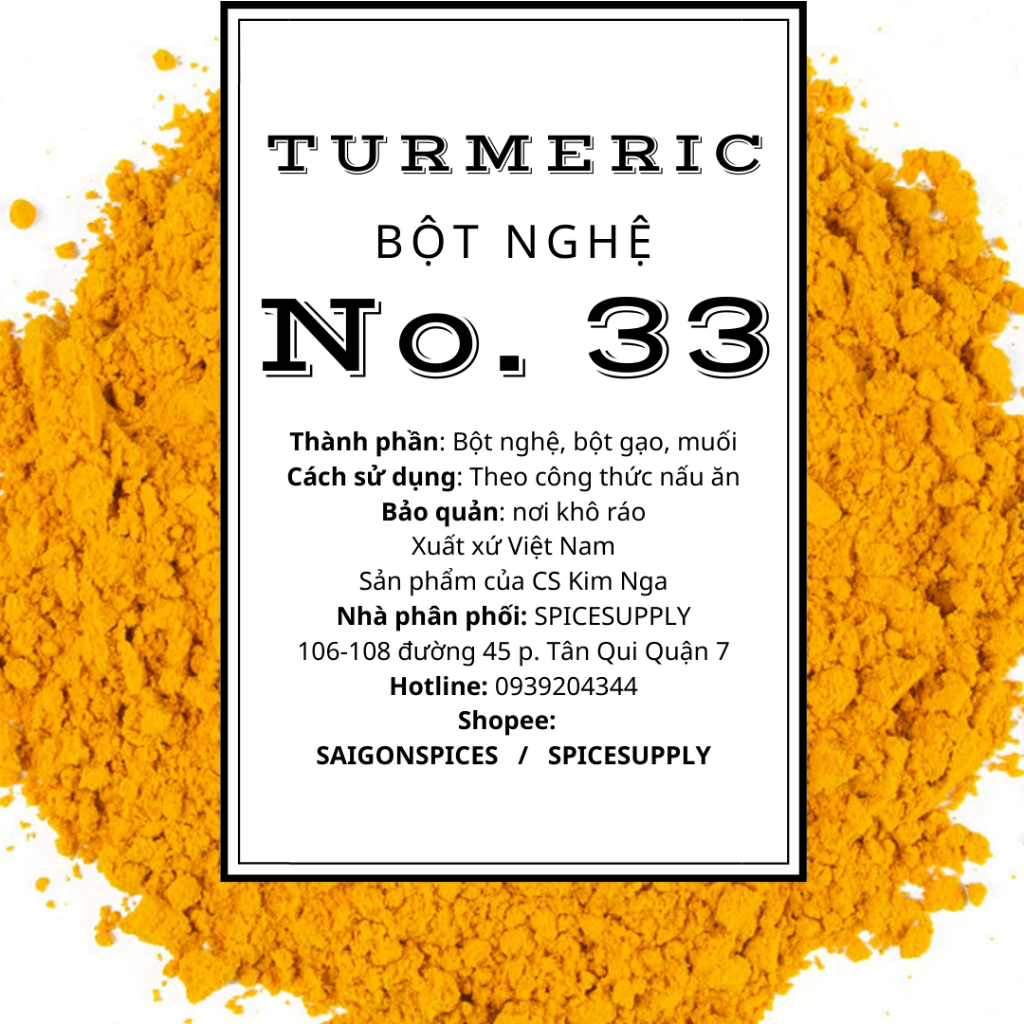 TURMERIC
BỘT NGHỆ
No. 33
Thành phần: Bột nghệ, bột gạo, muối
Cách sử dụng: Theo công thức nấu ăn
Bảo quản: nơi khô ráo
Xuất xứ Việt Nam
Sản phẩm của CS Kim Nga
Nhà phân phối: SPICESUPPLY
106-108 đường 45 p. Tân Qui Quận 7
Hotline: 0939204344
Shopee:
SAIGONSPICES / SPICESUPPLY